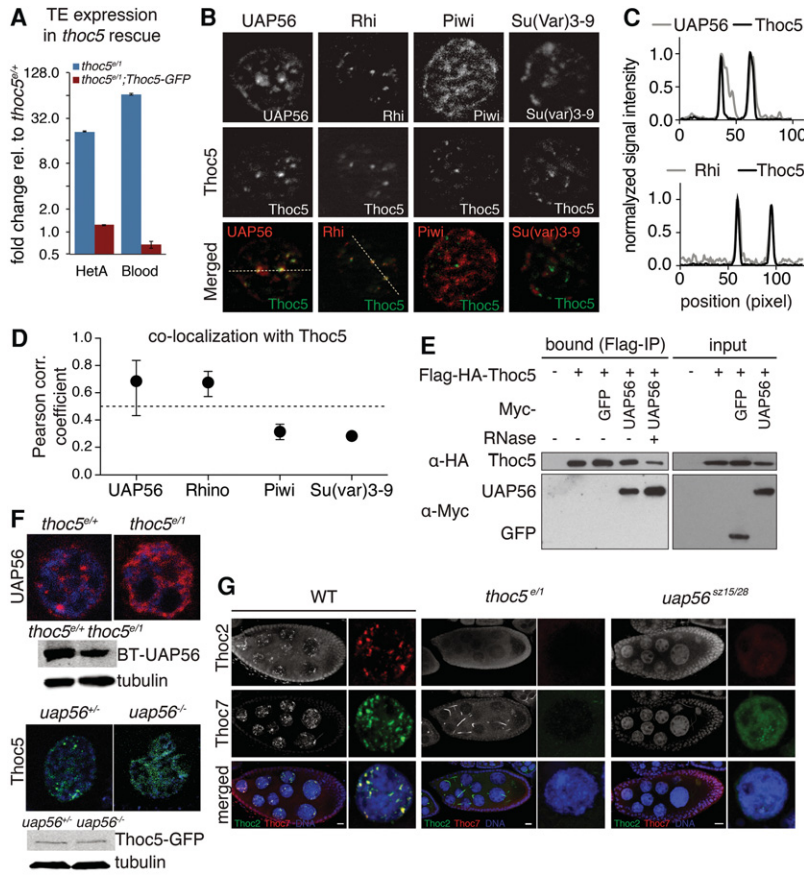 A
TE expression
in thoc5 rescue
thoc5e/1
thoc5e/1;Thoc5-GFP
fold change rel. to thoc5e/+
128.0
32.0
8.0
2.0
1.0
0.5
HetA Blood
B
UAP56 Rhi Piwi Su(Var)3-9
UAP56 Rhi Piwi Su(var)3-9
Thoc5
Thoc5 Thoc5 Thoc5 Thoc5
Merged
UAP56 Rhi Piwi Su(var)3-9
Thoc5 Thoc5 Thoc5 Thoc5
C
UAP56 Thoc5
normalized signal intensity
1.0
0.5
0.0
0 50 100
Rhi Thoc5
1.0
0.5
0.0
0 50 100
position (pixel)
D
co-localization with Thoc5
Pearson corr.
coefficient
1.0
0.8
0.6
0.4
0.2
0
UAP56 Rhino Piwi Su(var)3-9
E
bound (Flag-IP) input
Flag-HA-Thoc5 - + + + + - + + +
Myc- GFP UAP56 UAP56 GFP UAP56
RNase - - - - +
α-HA Thoc5
α-Myc
UAP56
GFP
F
thoc5e/+ thoc5e/1
UAP56
thoc5e/+ thoc5e/1
BT-UAP56
tubulin
uap56+/- uap56-/-
Thoc5
uap56+/- uap56-/-
Thoc5-GFP
tubulin
G
WT thoc5e/1 uap56sz15/28
Thoc2
Thoc7
merged
Thoc2 Thoc7 DNA
Thoc2 Thoc7 DNA
Thoc2 Thoc7 DNA